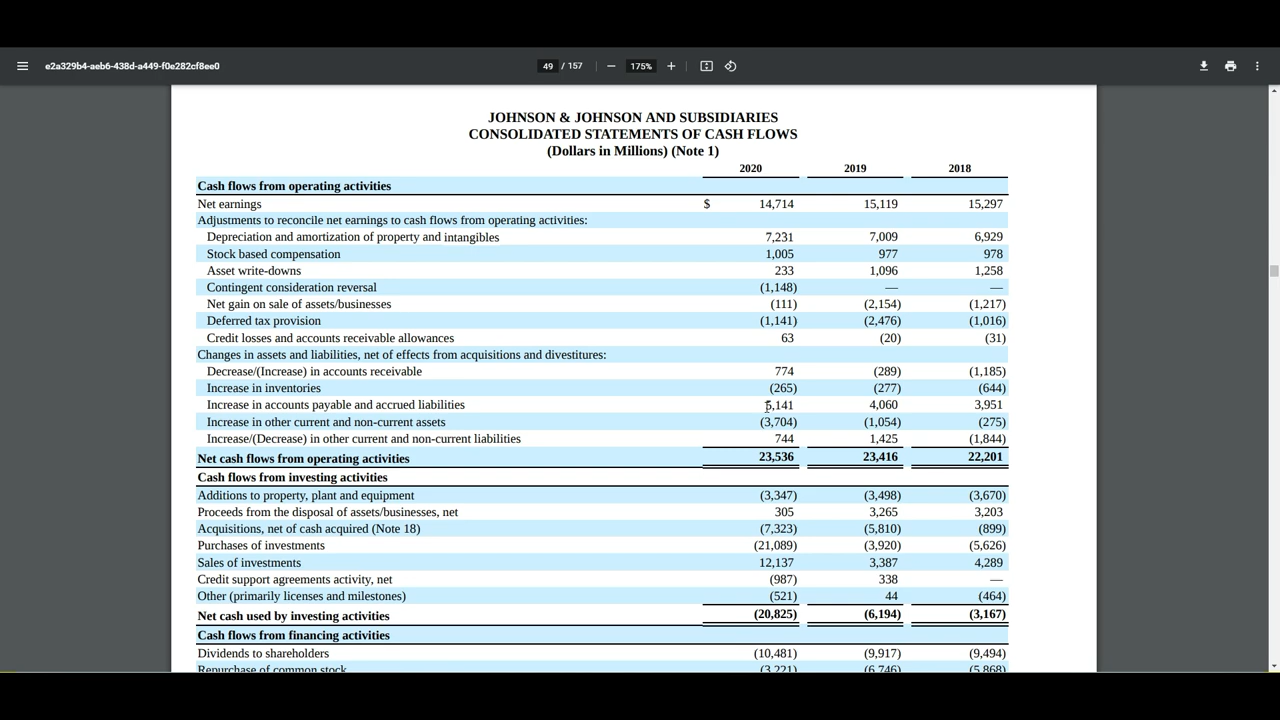 e2a329b4-aeb6-438d-a449-f0e282cf8ee0 49 / 157 175%
JOHNSON & JOHNSON AND SUBSIDIARIES
CONSOLIDATED STATEMENTS OF CASH FLOWS
(Dollars in Millions) (Note 1)
2020 2019 2018
Cash flows from operating activities
Net earnings $ 14,714 15,119 15,297
Adjustments to reconcile net earnings to cash flows from operating activities:
Depreciation and amortization of property and intangibles 7,231 7,009 6,929
Stock based compensation 1,005 977 978
Asset write-downs 233 1,096 1,258
Contingent consideration reversal (1,148) — —
Net gain on sale of assets/businesses (111) (2,154) (1,217)
Deferred tax provision (1,141) (2,476) (1,016)
Credit losses and accounts receivable allowances 63 (20) (31)
Changes in assets and liabilities, net of effects from acquisitions and divestitures:
Decrease/(Increase) in accounts receivable 774 (289) (1,185)
Increase in inventories (265) (277) (644)
Increase in accounts payable and accrued liabilities 5,141 4,060 3,951
Increase in other current and non-current assets (3,704) (1,054) (275)
Increase/(Decrease) in other current and non-current liabilities 744 1,425 (1,844)
Net cash flows from operating activities 23,536 23,416 22,201
Cash flows from investing activities
Additions to property, plant and equipment (3,347) (3,498) (3,670)
Proceeds from the disposal of assets/businesses, net 305 3,265 3,203
Acquisitions, net of cash acquired (Note 18) (7,323) (5,810) (899)
Purchases of investments (21,089) (3,920) (5,626)
Sales of investments 12,137 3,387 4,289
Credit support agreements activity, net (987) 338 —
Other (primarily licenses and milestones) (521) 44 (464)
Net cash used by investing activities (20,825) (6,194) (3,167)
Cash flows from financing activities
Dividends to shareholders (10,481) (9,917) (9,494)
Repurchase of common stock (3,221) (6,746) (5,868)